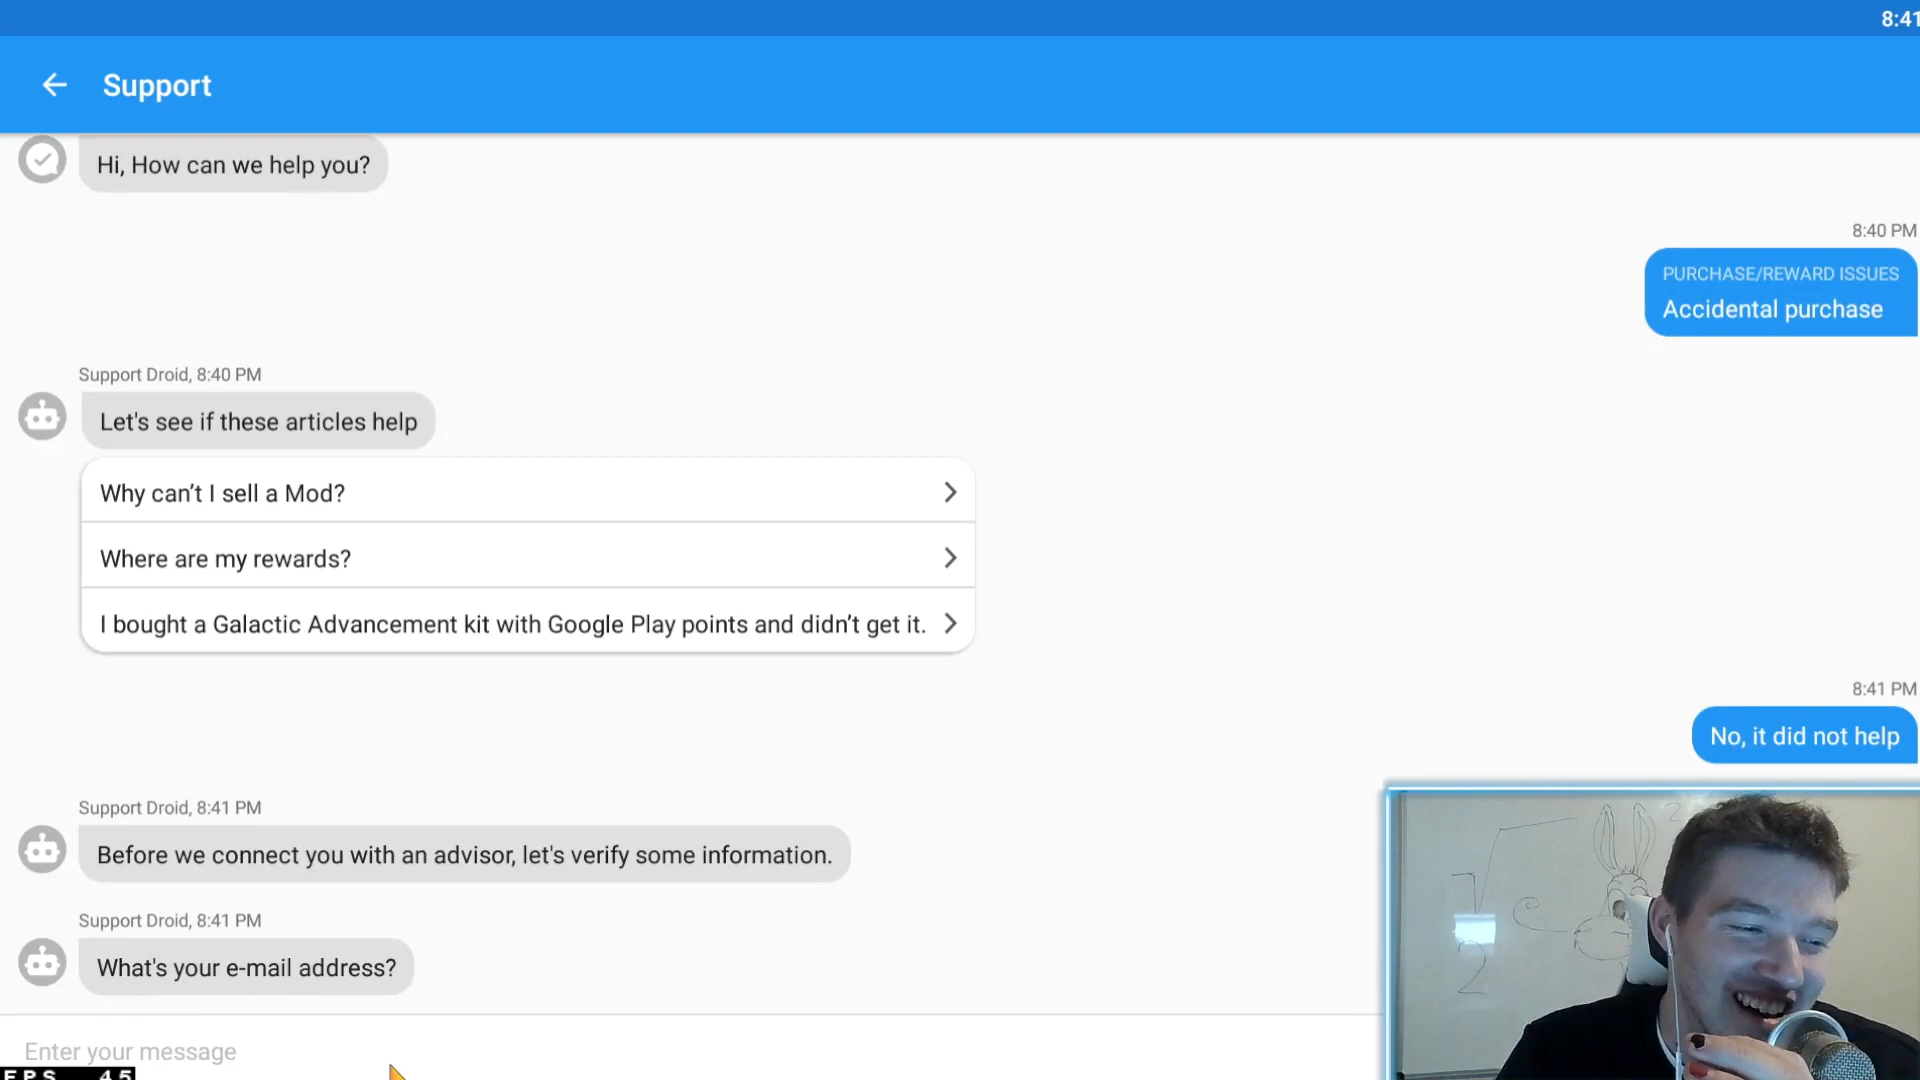 8:41
Support
Hi, How can we help you?
8:40 PM
PURCHASE/REWARD ISSUES
Accidental purchase
Support Droid, 8:40 PM
Let's see if these articles help
Why can’t I sell a Mod?
Where are my rewards?
I bought a Galactic Advancement kit with Google Play points and didn’t get it.
8:41 PM
No, it did not help
Support Droid, 8:41 PM
Before we connect you with an advisor, let's verify some information.
Support Droid, 8:41 PM
What's your e-mail address?
2
Enter your message
FPS 45